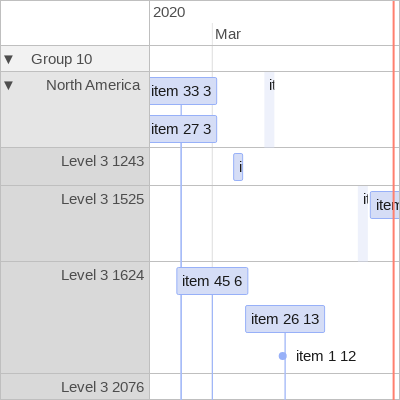 2020
Mar
▼ Group 10
▼ North America
item 33 3
item 27 3
Level 3 1243
Level 3 1525
Level 3 1624
item 45 6
item 26 13
item 1 12
Level 3 2076